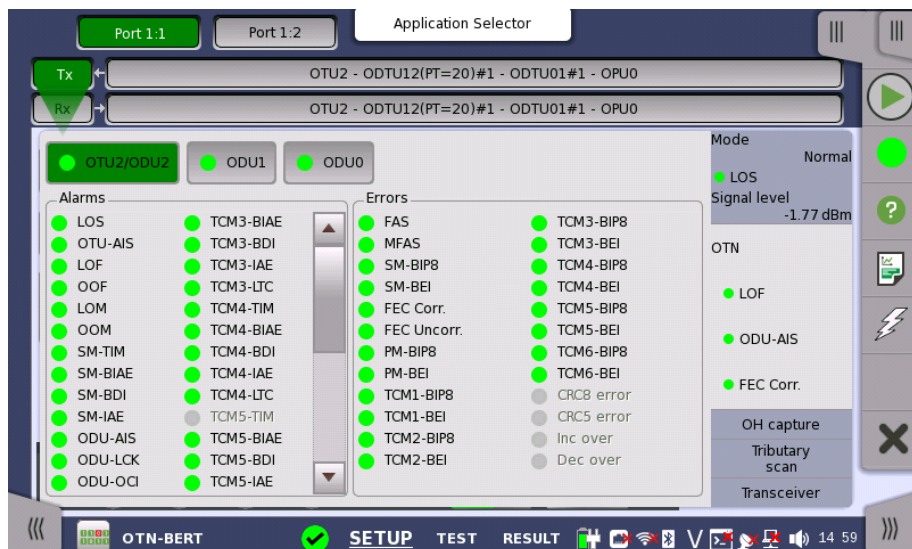 Port 1:1
Port 1:2
Application Selector
Tx
OTU2 - ODTU12(PT=20)#1 - ODTU01#1 - OPU0
Rx
OTU2 - ODTU12(PT=20)#1 - ODTU01#1 - OPU0
OTU2/ODU2
ODU1
ODU0
Alarms
LOS
OTU-AIS
LOF
OOF
LOM
OOM
SM-TIM
SM-BIAE
SM-BDI
SM-IAE
ODU-AIS
ODU-LCK
ODU-OCI
TCM3-BIAE
TCM3-BDI
TCM3-IAE
TCM3-LTC
TCM4-TIM
TCM4-BIAE
TCM4-BDI
TCM4-IAE
TCM4-LTC
TCM5-TIM
TCM5-BIAE
TCM5-BDI
TCM5-IAE
Errors
FAS
MFAS
SM-BIP8
SM-BEI
FEC Corr.
FEC Uncorr.
PM-BIP8
PM-BEI
TCM1-BIP8
TCM1-BEI
TCM2-BIP8
TCM2-BEI
TCM3-BIP8
TCM3-BEI
TCM4-BIP8
TCM4-BEI
TCM5-BIP8
TCM5-BEI
TCM6-BIP8
TCM6-BEI
CRC8 error
CRC5 error
Inc over
Dec over
Mode
Normal
LOS
Signal level
-1.77 dBm
OTN
LOF
ODU-AIS
FEC Corr.
OH capture
Tributary
scan
Transceiver
OTN-BERT
SETUP
TEST
RESULT
V
14 59